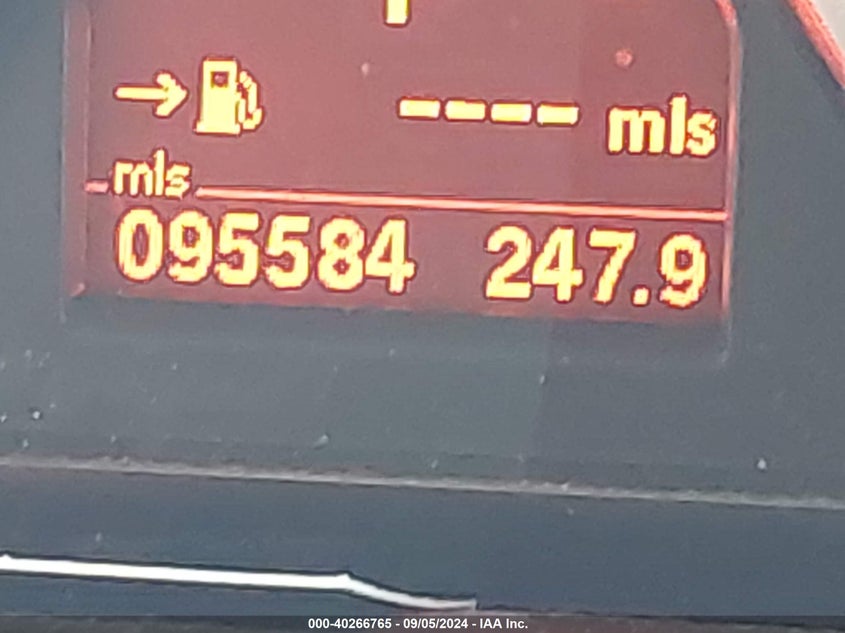 ---- mls
mls
095584 247.9
000-40266765 - 09/05/2024 - IAA Inc.